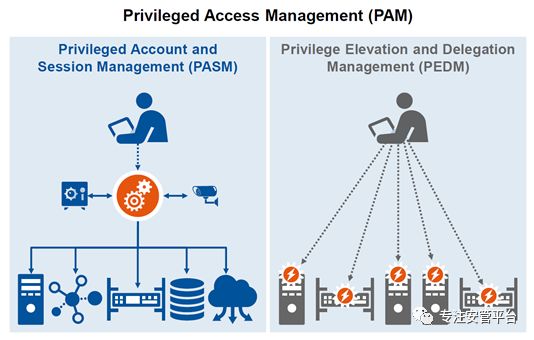 Privileged Access Management (PAM)
Privileged Account and
Session Management (PASM)
Privilege Elevation and Delegation
Management (PEDM)
专注安管平台